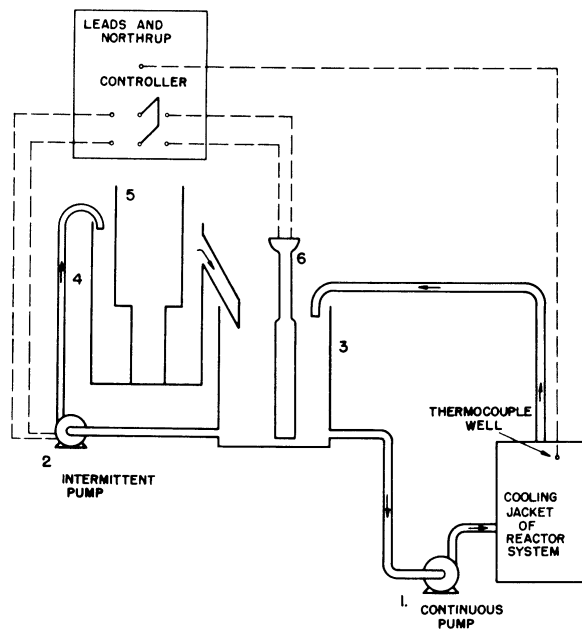 LEADS AND
NORTHRUP
CONTROLLER
5
6
4
3
THERMOCOUPLE
WELL
2
INTERMITTENT
PUMP
COOLING
JACKET
OF
REACTOR
SYSTEM
1.
CONTINUOUS
PUMP